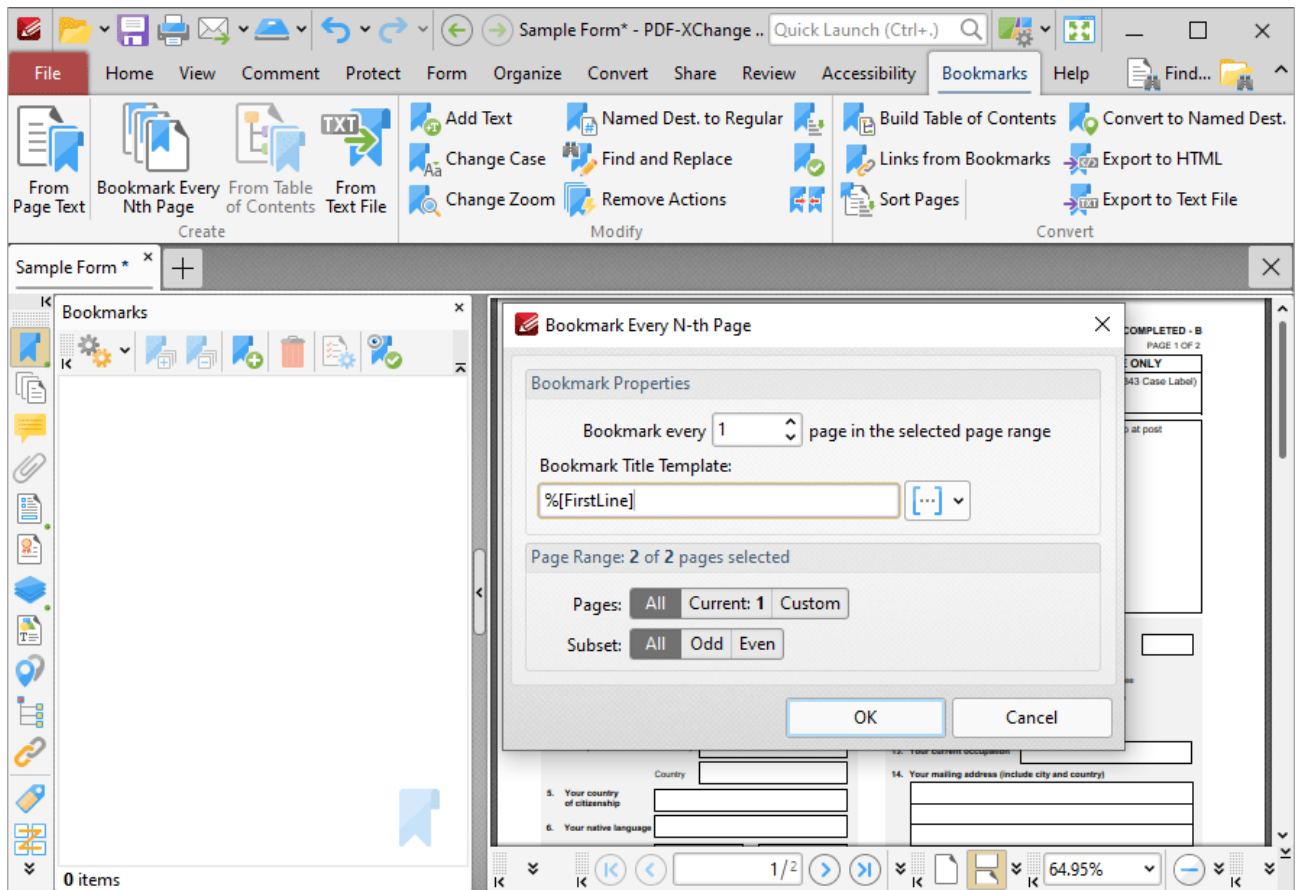 Sample Form* - PDF-XChange .. Quick Launch (Ctrl+.)
File Home View Comment Protect Form Organize Convert Share Review Accessibility Bookmarks Help Find...
From Page Text
Bookmark Every Nth Page
From Table of Contents
From Text File
Create
Add Text
Change Case
Change Zoom
Named Dest. to Regular
Find and Replace
Remove Actions
Modify
Build Table of Contents
Links from Bookmarks
Sort Pages
Convert to Named Dest.
Export to HTML
Export to Text File
Convert
Sample Form *
Bookmarks
0 items
Bookmark Every N-th Page
Bookmark Properties
Bookmark every 1 page in the selected page range
Bookmark Title Template:
%[FirstLine]
Page Range: 2 of 2 pages selected
Pages: All Current: 1 Custom
Subset: All Odd Even
OK Cancel
COMPLETED - B
PAGE 1 OF 2
ONLY
Case Label)
at post
Country
5. Your country
of citizenship
6. Your native language
13. Your current occupation
14. Your mailing address (include city and country)
1/2
64.95%